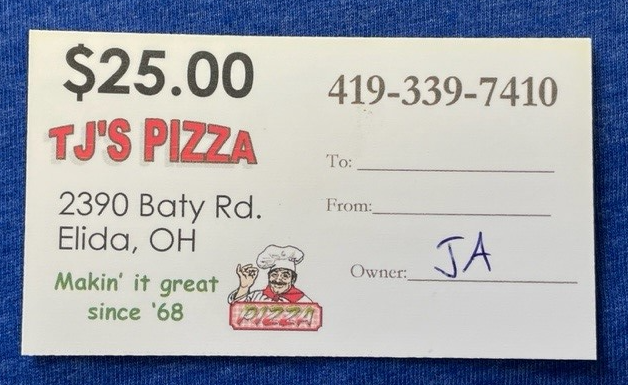 $25.00
TJ'S PIZZA
2390 Baty Rd.
Elida, OH
Makin' it great
since '68
PIZZA
419-339-7410
To:
From:
Owner: JA